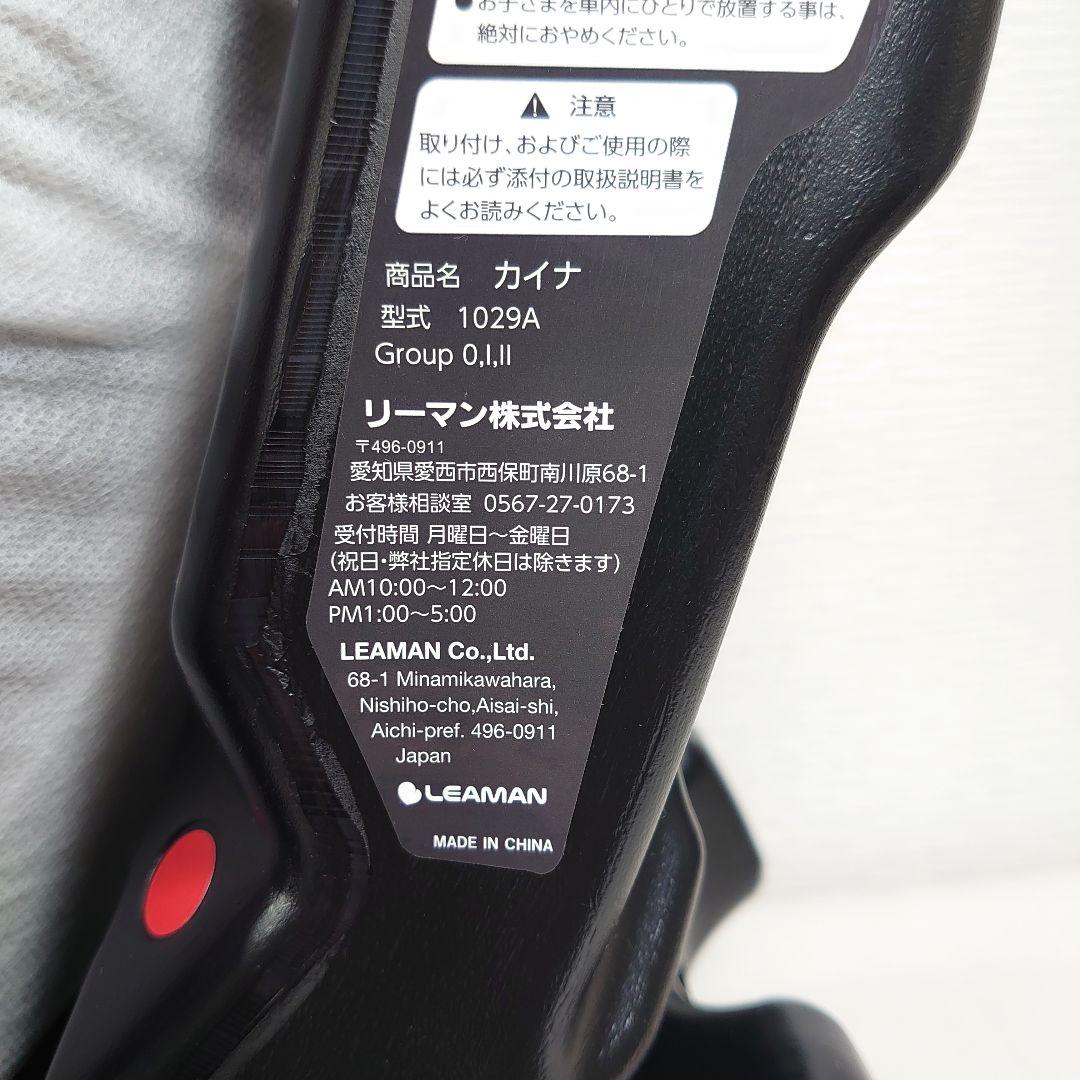 ● お子さまを車内にひとりで放置する事は、
絶対におやめください。
⚠ 注意
取り付け、およびご使用の際
には必ず添付の取扱説明書を
よくお読みください。
商品名 カイナ
型式 1029A
Group 0,I,II
リーマン株式会社
〒496-0911
愛知県愛西市西保町南川原68-1
お客様相談室 0567-27-0173
受付時間 月曜日～金曜日
(祝日・弊社指定休日は除きます)
AM10:00～12:00
PM1:00～5:00
LEAMAN Co.,Ltd.
68-1 Minamikawahara,
Nishiho-cho,Aisai-shi,
Aichi-pref. 496-0911
Japan
LEAMAN
MADE IN CHINA